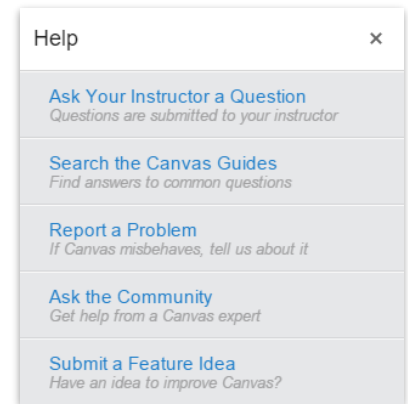 Help ×
Ask Your Instructor a Question
Questions are submitted to your instructor
Search the Canvas Guides
Find answers to common questions
Report a Problem
If Canvas misbehaves, tell us about it
Ask the Community
Get help from a Canvas expert
Submit a Feature Idea
Have an idea to improve Canvas?